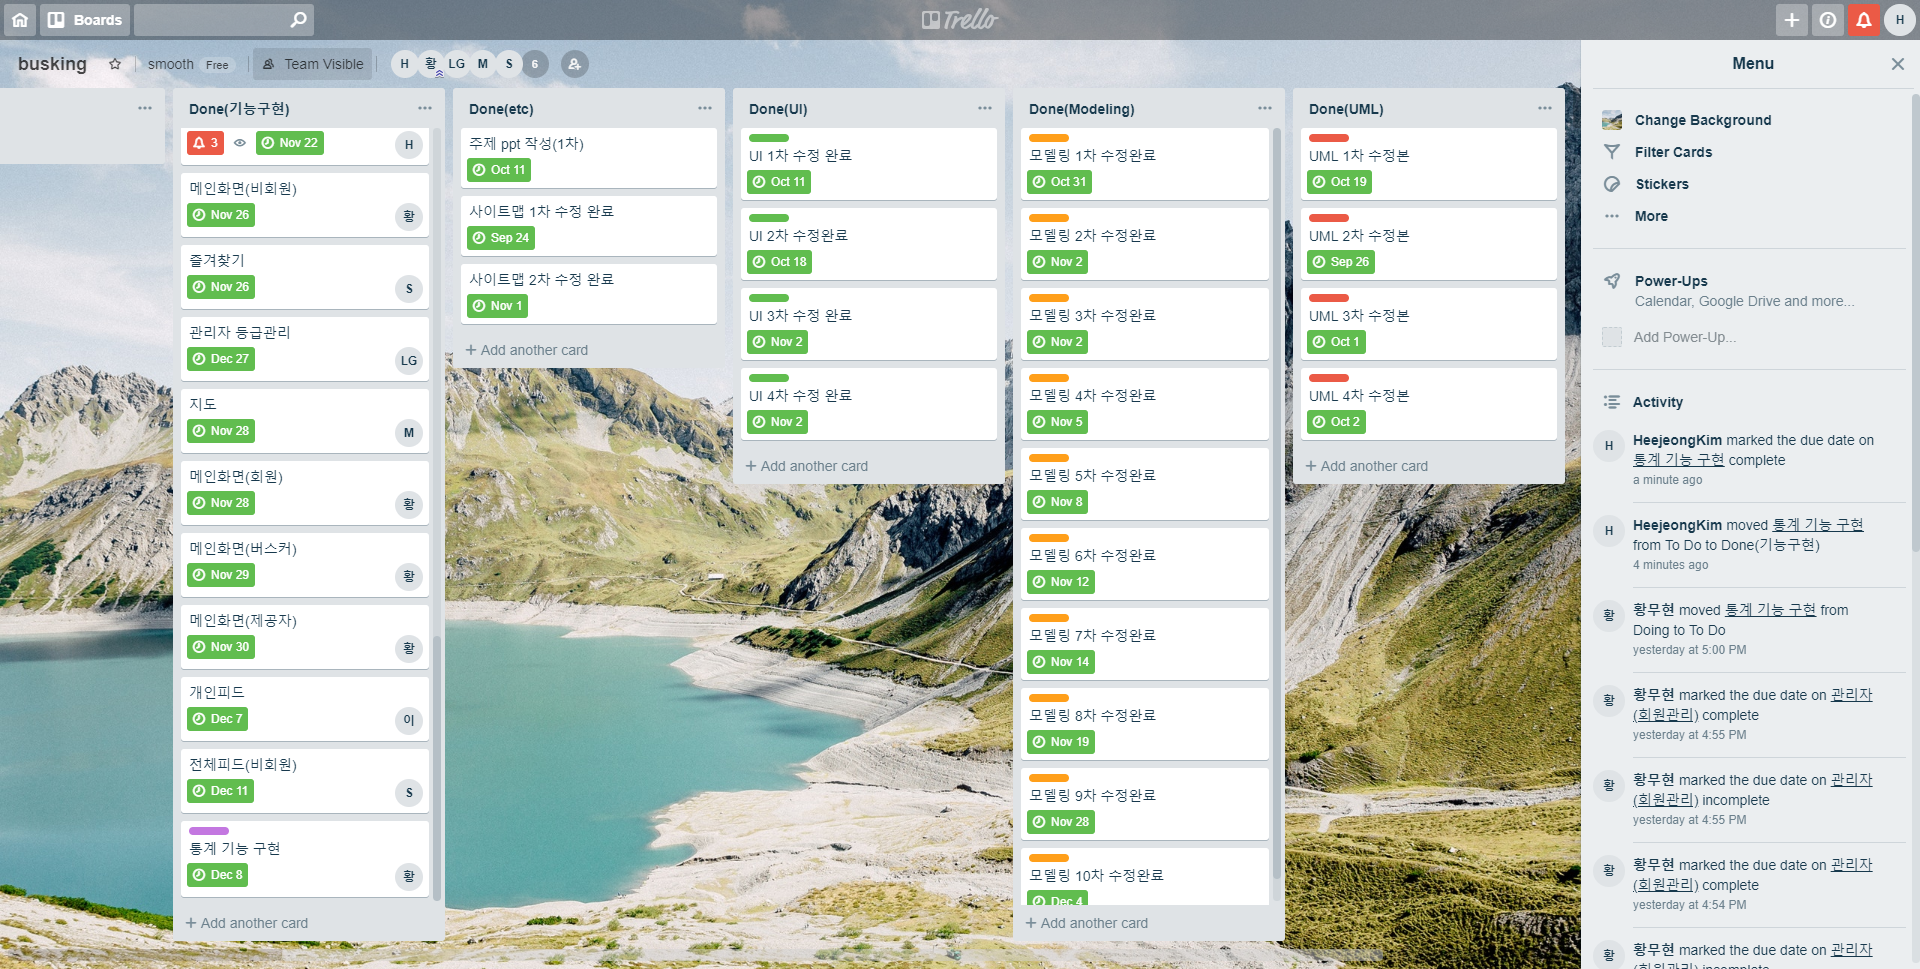 Boards
Trello
H
busking
smooth Free
Team Visible
H 황 LG M S 6
Done(기능구현)
3 Nov 22 H
메인화면(비회원)
Nov 26 황
즐겨찾기
Nov 26 S
관리자 등급관리
Dec 27 LG
지도
Nov 28 M
메인화면(회원)
Nov 28 황
메인화면(버스커)
Nov 29 황
메인화면(제공자)
Nov 30 황
개인피드
Dec 7 이
전체피드(비회원)
Dec 11 S
통계 기능 구현
Dec 8 황
+ Add another card
Done(etc)
주제 ppt 작성(1차)
Oct 11
사이트맵 1차 수정 완료
Sep 24
사이트맵 2차 수정 완료
Nov 1
+ Add another card
Done(UI)
UI 1차 수정 완료
Oct 11
UI 2차 수정완료
Oct 18
UI 3차 수정 완료
Nov 2
UI 4차 수정 완료
Nov 2
+ Add another card
Done(Modeling)
모델링 1차 수정완료
Oct 31
모델링 2차 수정완료
Nov 2
모델링 3차 수정완료
Nov 2
모델링 4차 수정완료
Nov 5
모델링 5차 수정완료
Nov 8
모델링 6차 수정완료
Nov 12
모델링 7차 수정완료
Nov 14
모델링 8차 수정완료
Nov 19
모델링 9차 수정완료
Nov 28
모델링 10차 수정완료
Dec 4
+ Add another card
Done(UML)
UML 1차 수정본
Oct 19
UML 2차 수정본
Sep 26
UML 3차 수정본
Oct 1
UML 4차 수정본
Oct 2
+ Add another card
Menu
Change Background
Filter Cards
Stickers
More
Power-Ups
Calendar, Google Drive and more...
Add Power-Up...
Activity
H HeejeongKim marked the due date on
통계 기능 구현 complete
a minute ago
H HeejeongKim moved 통계 기능 구현
from To Do to Done(기능구현)
4 minutes ago
황 황무현 moved 통계 기능 구현 from
Doing to To Do
yesterday at 5:00 PM
황 황무현 marked the due date on 관리자
(회원관리) complete
yesterday at 4:55 PM
황 황무현 marked the due date on 관리자
(회원관리) incomplete
yesterday at 4:55 PM
황 황무현 marked the due date on 관리자
(회원관리) complete
yesterday at 4:54 PM
황 황무현 marked the due date on 관리자
(회원관리) incomplete